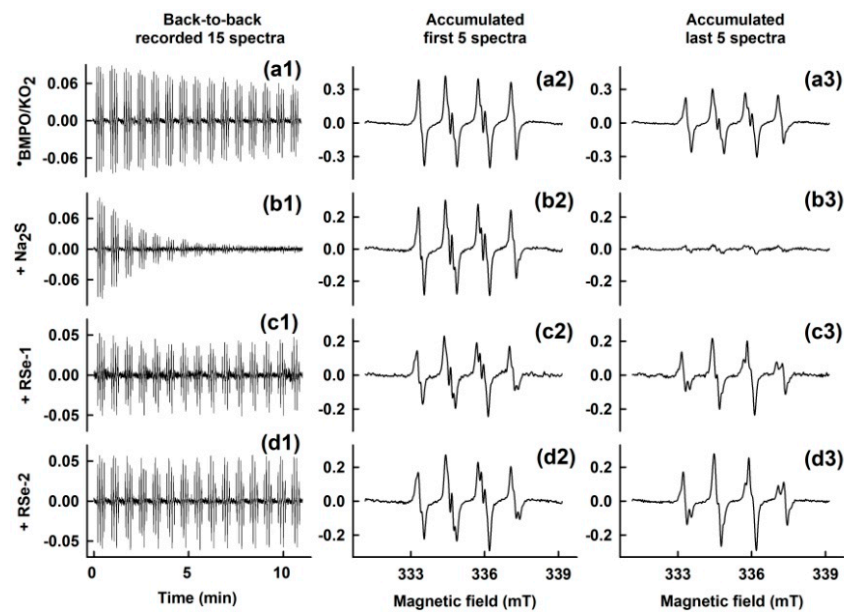 Back-to-back
recorded 15 spectra
Accumulated
first 5 spectra
Accumulated
last 5 spectra
•BMPO/KO2
0.06
0.00
-0.06
(a1)
0.3
0.0
-0.3
(a2)
0.3
0.0
-0.3
(a3)
+ Na2S
0.06
0.00
-0.06
(b1)
0.2
0.0
-0.2
(b2)
0.2
0.0
-0.2
(b3)
+ RSe-1
0.05
0.00
-0.05
(c1)
0.2
0.0
-0.2
(c2)
0.2
0.0
-0.2
(c3)
+ RSe-2
0.05
0.00
-0.05
(d1)
0.2
0.0
-0.2
(d2)
0.2
0.0
-0.2
(d3)
0 5 10
333 336 339
333 336 339
Time (min)
Magnetic field (mT)
Magnetic field (mT)